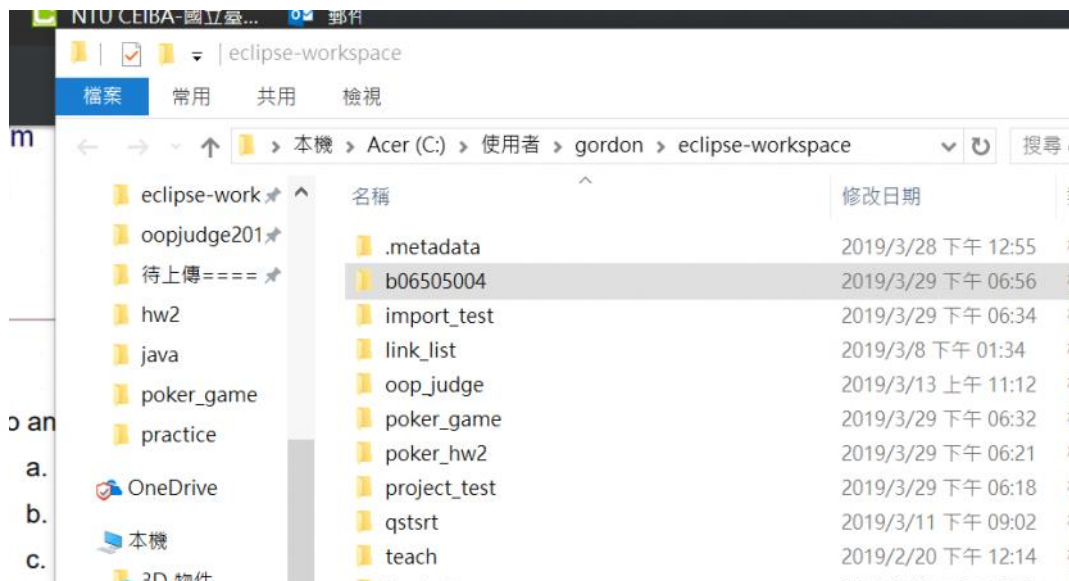 NTU CEIBA-國立臺... 郵件
eclipse-workspace
檔案 常用 共用 檢視
m
本機 › Acer (C:) › 使用者 › gordon › eclipse-workspace 搜尋
eclipse-work 名稱 修改日期
oopjudge201
.metadata 2019/3/28 下午 12:55
待上傳====
b06505004 2019/3/29 下午 06:56
hw2
import_test 2019/3/29 下午 06:34
java
link_list 2019/3/8 下午 01:34
oop_judge 2019/3/13 上午 11:12
poker_game
poker_game 2019/3/29 下午 06:32
o an
practice
poker_hw2 2019/3/29 下午 06:21
a.
OneDrive
project_test 2019/3/29 下午 06:18
b.
qstsrt 2019/3/11 下午 09:02
本機
c.
teach 2019/2/20 下午 12:14
3D 物件